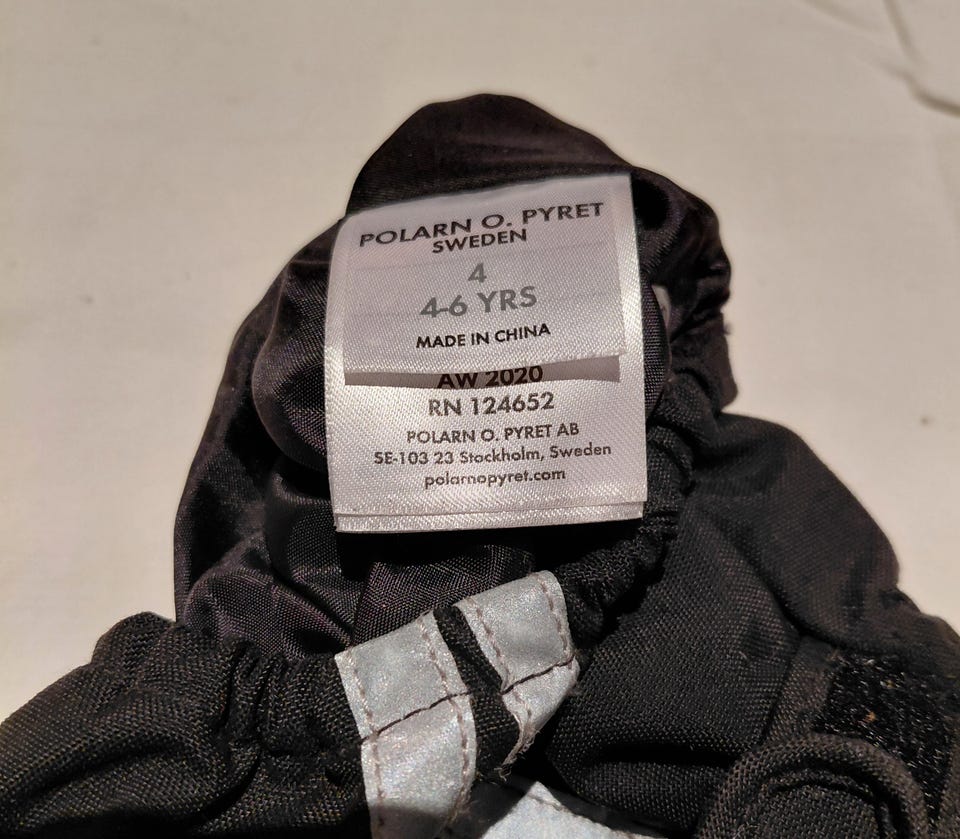 POLARN O. PYRET
SWEDEN
4
4-6 YRS
MADE IN CHINA
AW 2020
RN 124652
POLARN O. PYRET AB
SE-103 23 Stockholm, Sweden
polarnopyret.com